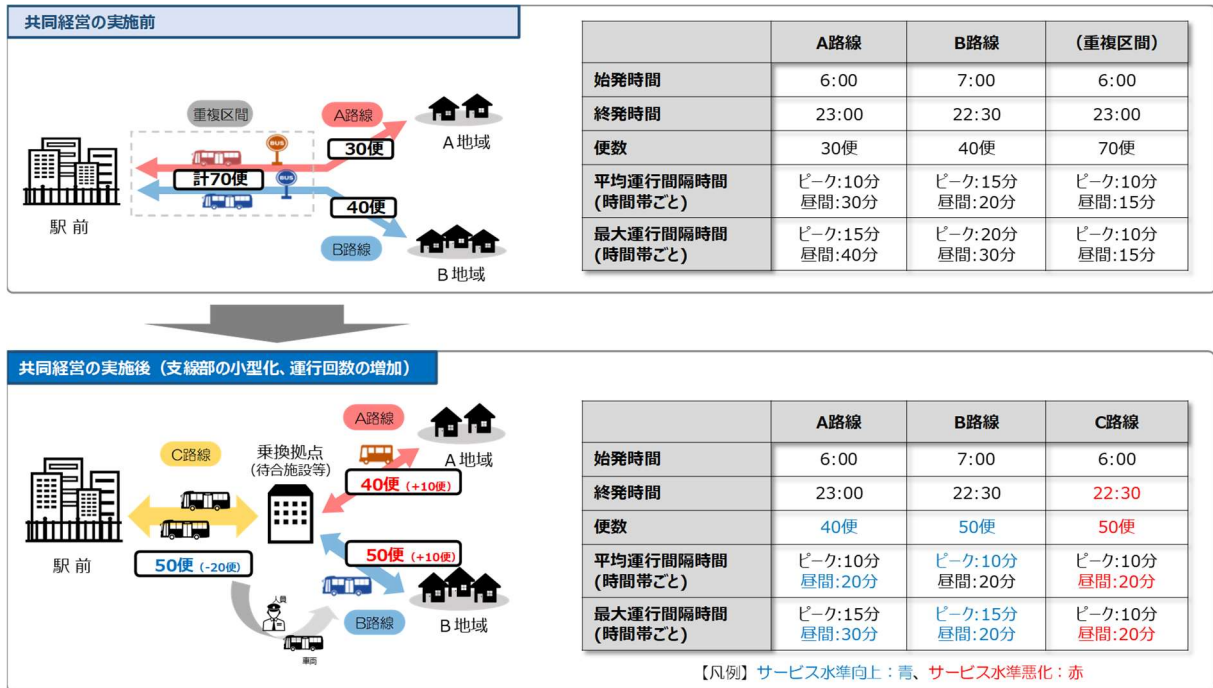 共同経営の実施前
重複区間
A路線
BUS
30便
A地域
計70便
BUS
40便
駅前
B路線
B地域
A路線 B路線 (重複区間)
始発時間 6:00 7:00 6:00
終発時間 23:00 22:30 23:00
便数 30便 40便 70便
平均運行間隔時間 ピーク:10分 ピーク:15分 ピーク:10分
(時間帯ごと) 昼間:30分 昼間:20分 昼間:15分
最大運行間隔時間 ピーク:15分 ピーク:20分 ピーク:10分
(時間帯ごと) 昼間:40分 昼間:30分 昼間:15分
共同経営の実施後（支線部の小型化、運行回数の増加）
A路線
C路線
乗換拠点
(待合施設等)
A地域
40便 (+10便)
駅前
50便 (-20便)
50便 (+10便)
人員
車両
B路線
B地域
A路線 B路線 C路線
始発時間 6:00 7:00 6:00
終発時間 23:00 22:30 22:30
便数 40便 50便 50便
平均運行間隔時間 ピーク:10分 ピーク:10分 ピーク:10分
(時間帯ごと) 昼間:20分 昼間:20分 昼間:20分
最大運行間隔時間 ピーク:15分 ピーク:15分 ピーク:10分
(時間帯ごと) 昼間:30分 昼間:20分 昼間:20分
【凡例】サービス水準向上：青、サービス水準悪化：赤